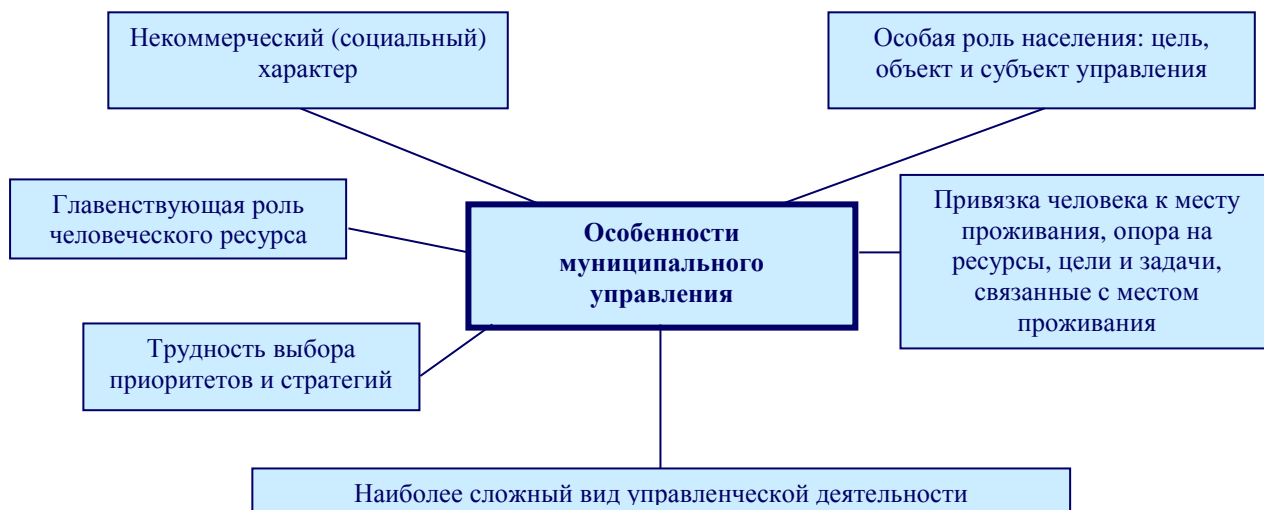 Некоммерческий (социальный)
характер
Особая роль населения: цель,
объект и субъект управления
Главенствующая роль
человеческого ресурса
Особенности
муниципального
управления
Привязка человека к месту
проживания, опора на
ресурсы, цели и задачи,
связанные с местом
проживания
Трудность выбора
приоритетов и стратегий
Наиболее сложный вид управленческой деятельности